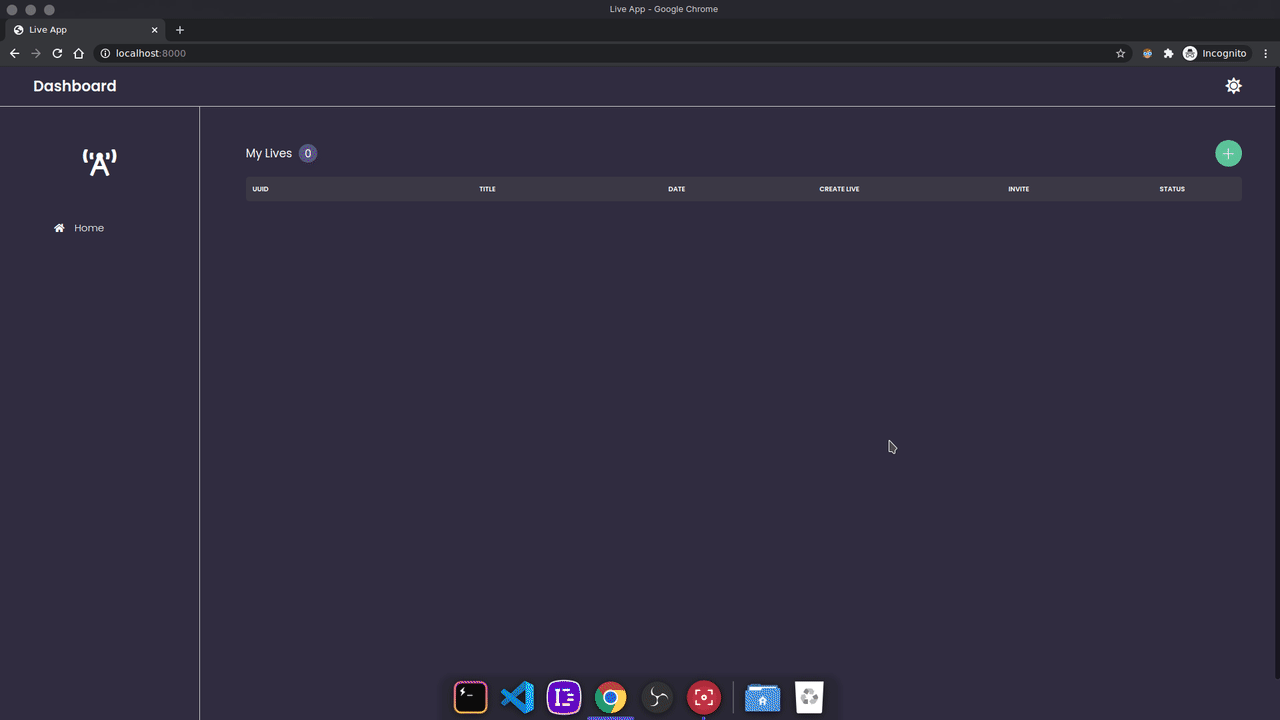 Live App - Google Chrome
Live App
localhost:8000
Incognito
Dashboard
My Lives 0
UUID TITLE DATE CREATE LIVE INVITE STATUS
Home